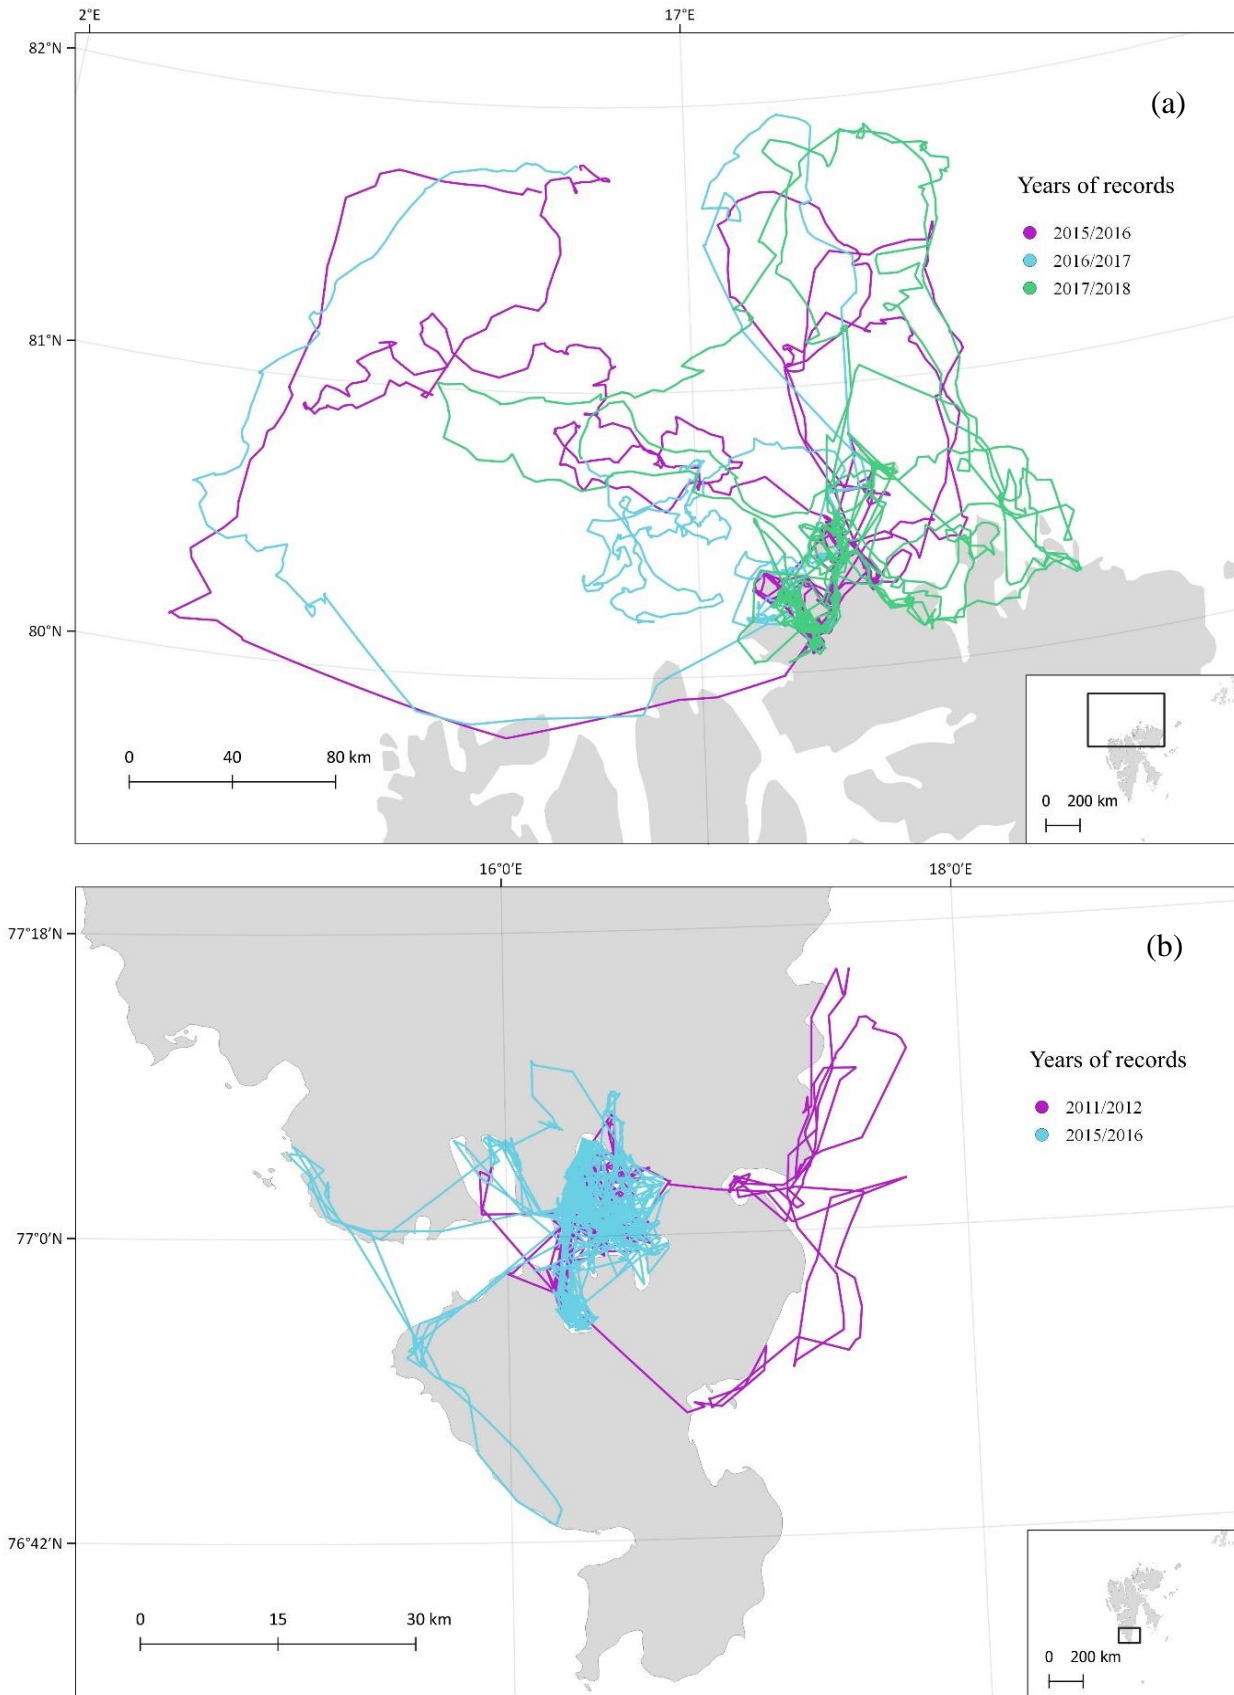 2°E 17°E
82°N
(a)
Years of records
2015/2016
2016/2017
2017/2018
81°N
80°N
0 40 80 km
0 200 km
16°0′E 18°0′E
77°18′N
(b)
Years of records
2011/2012
2015/2016
77°0′N
76°42′N
0 15 30 km
0 200 km